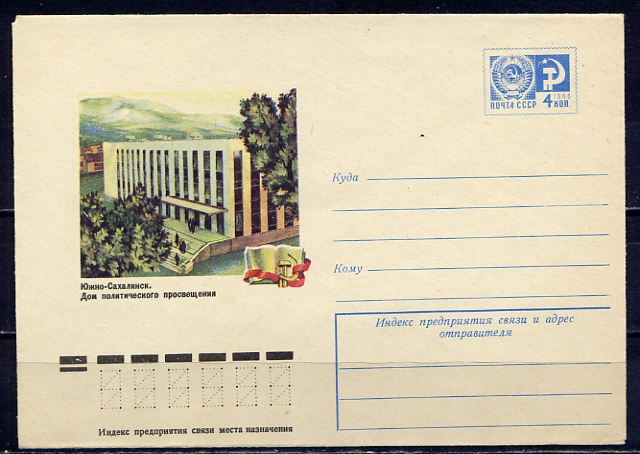 ПОЧТА СССР 4 КОП.
1966
Куда
Кому
Южно-Сахалинск.
Дом политического просвещения
Индекс предприятия связи и адрес
отправителя
Индекс предприятия связи места назначения